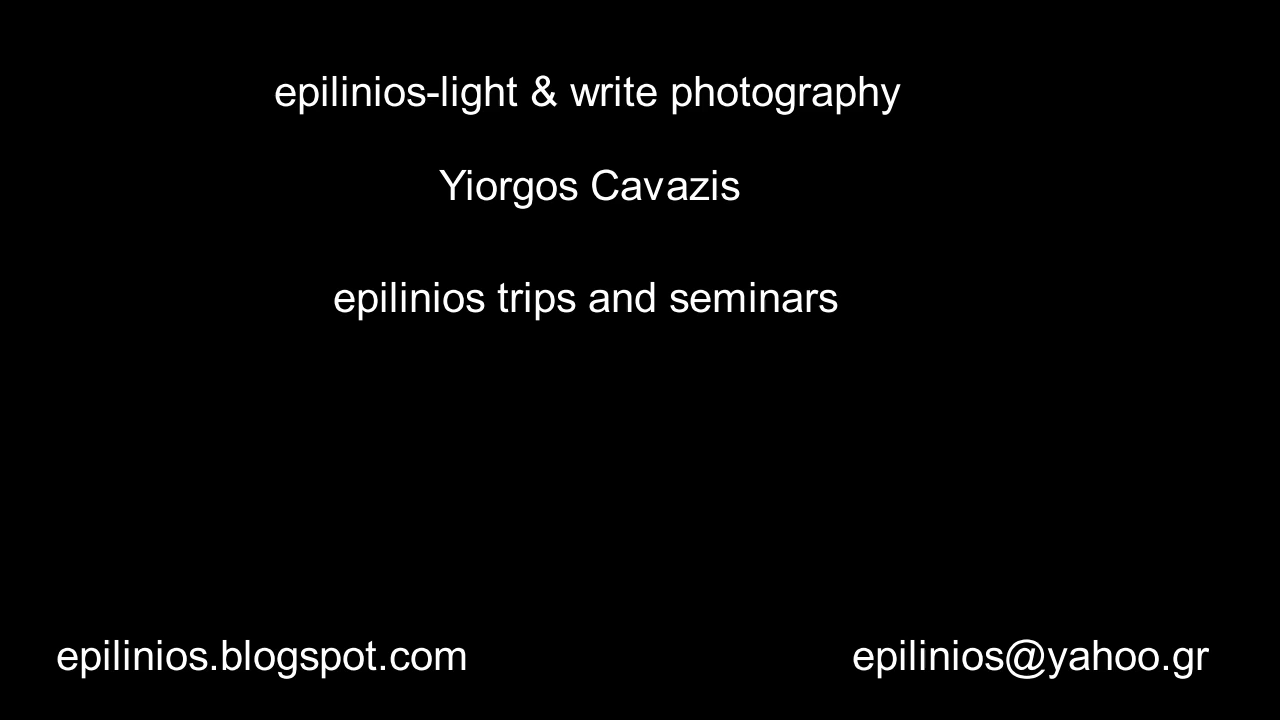 epilinios-light & write photography
Yiorgos Cavazis
epilinios trips and seminars
epilinios.blogspot.com
epilinios@yahoo.gr